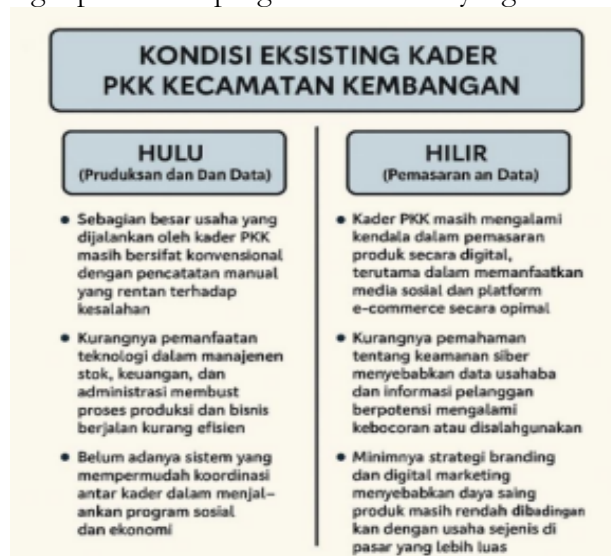 KONDISI EKSISTING KADER
PKK KECAMATAN KEMBANGAN
HULU
(Pruduksan dan Dan Data)
• Sebagian besar usaha yang
dijalankan oleh kader PKK
masih bersifat konvensional
dengan pencatatan manual
yang rentan terhadap
kesalahan
• Kurangnya pemanfaatan
teknologi dalam manajenen
stok, keuangan, dan
administrasi membust
proses produksi dan bisnis
berjalan kurang efisien
• Belum adanya sistem yang
mempermudah koordinasi
antar kader dalam menjal–
ankan program sosial
dan ekonomi
HILIR
(Pemasaran an Data)
• Kader PKK masih mengalami
kendala dalam pemasaran
produk secara digital,
terutama dalam memanfaatkan
media sosial dan platform
e-commerce secara opimal
• Kurangnya pemahaman
tentang keamanan siber
menyebabkan data usahaba
dan informasi pelanggan
berpotensi mengalami
kebocoran atau disalahgunakan
• Minimnya strategi branding
dan digital marketing
menyebabkan daya saing
produk masih rendah dibadingan
kan dengan usaha sejenis di
pasar yang lebih luas